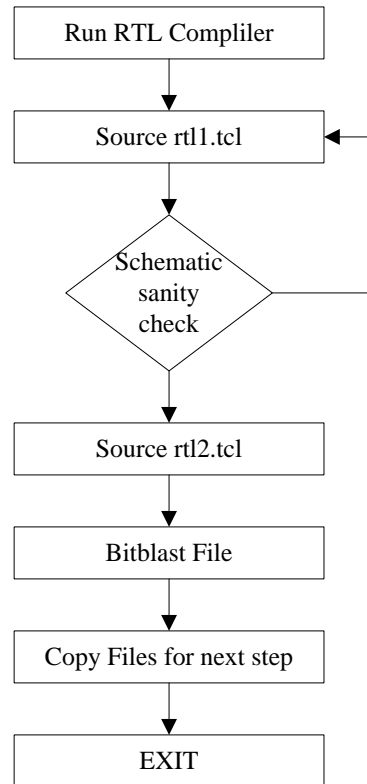 Run RTL Compliler
Source rtl1.tcl
Schematic
sanity
check
Source rtl2.tcl
Bitblast File
Copy Files for next step
EXIT